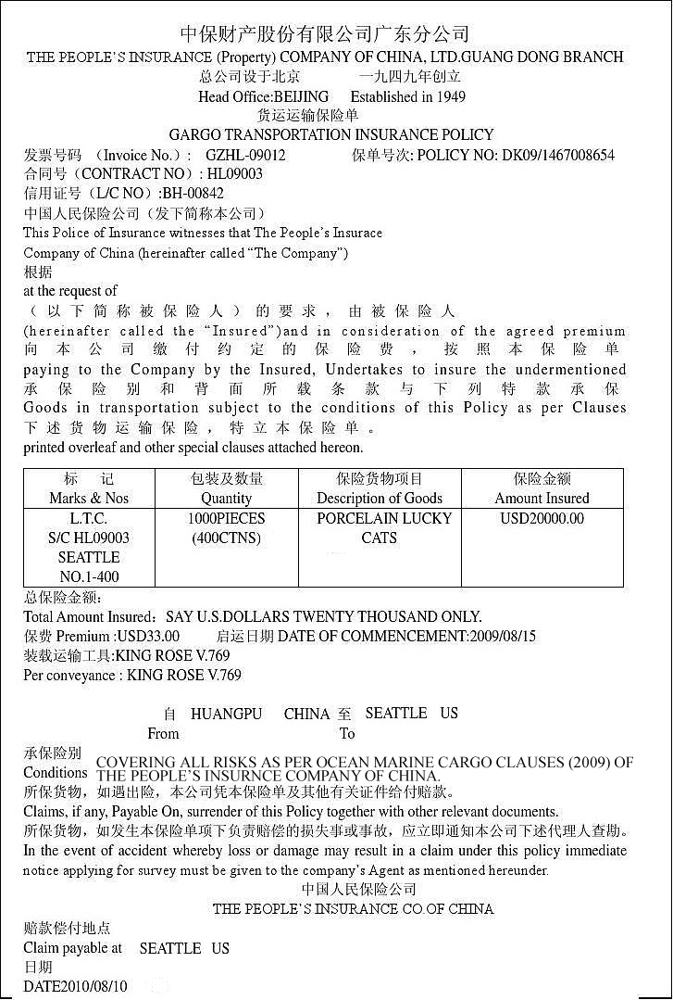 中保财产股份有限公司广东分公司
THE PEOPLE'S INSURANCE (Property) COMPANY OF CHINA, LTD.GUANG DONG BRANCH
总公司设于北京 一九四九年创立
Head Office:BEIJING Established in 1949
货运运输保险单
GARGO TRANSPORTATION INSURANCE POLICY
发票号码 （Invoice No.）: GZHL-09012 保单号次: POLICY NO: DK09/1467008654
合同号（CONTRACT NO）: HL09003
信用证号（L/C NO）:BH-00842
中国人民保险公司（发下简称本公司）
This Police of Insurance witnesses that The People's Insurace
Company of China (hereinafter called "The Company")
根据
at the request of
（以下简称被保险人）的要求，由被保险人
(hereinafter called the "Insured")and in consideration of the agreed premium
向本公司缴付约定的保险费，按照本保险单
paying to the Company by the Insured, Undertakes to insure the undermentioned
承保险别和背面所载条款与下列特款承保
Goods in transportation subject to the conditions of this Policy as per Clauses
下述货物运输保险，特立本保险单。
printed overleaf and other special clauses attached hereon.
标 记 包装及数量 保险货物项目 保险金额
Marks & Nos Quantity Description of Goods Amount Insured
L.T.C. 1000PIECES PORCELAIN LUCKY USD20000.00
S/C HL09003 (400CTNS) CATS
SEATTLE
NO.1-400
总保险金额：
Total Amount Insured：SAY U.S.DOLLARS TWENTY THOUSAND ONLY.
保费 Premium :USD33.00 启运日期 DATE OF COMMENCEMENT:2009/08/15
装载运输工具:KING ROSE V.769
Per conveyance : KING ROSE V.769
自 HUANGPU CHINA 至 SEATTLE US
From To
承保险别
Conditions COVERING ALL RISKS AS PER OCEAN MARINE CARGO CLAUSES (2009) OF
THE PEOPLE'S INSURNCE COMPANY OF CHINA.
所保货物，如遇出险，本公司凭本保险单及其他有关证件给付赔款。
Claims, if any, Payable On, surrender of this Policy together with other relevant documents.
所保货物，如发生本保险单项下负责赔偿的损失事或事故，应立即通知本公司下述代理人查勘。
In the event of accident whereby loss or damage may result in a claim under this policy immediate
notice applying for survey must be given to the company's Agent as mentioned hereunder.
中国人民保险公司
THE PEOPLE'S INSURANCE CO.OF CHINA
赔款偿付地点
Claim payable at SEATTLE US
日期
DATE2010/08/10